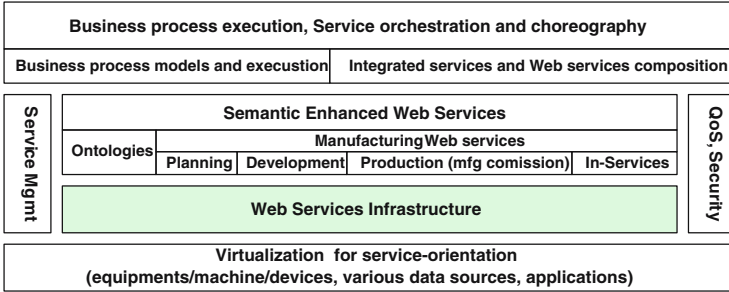 Business process execution, Service orchestration and choreography
Business process models and execustion
Integrated services and Web services composition
Service Mgmt
Semantic Enhanced Web Services
Ontologies
ManufacturingWeb services
Planning
Development
Production (mfg comission)
In-Services
Web Services Infrastructure
QoS, Security
Virtualization for service-orientation
(equipments/machine/devices, various data sources, applications)